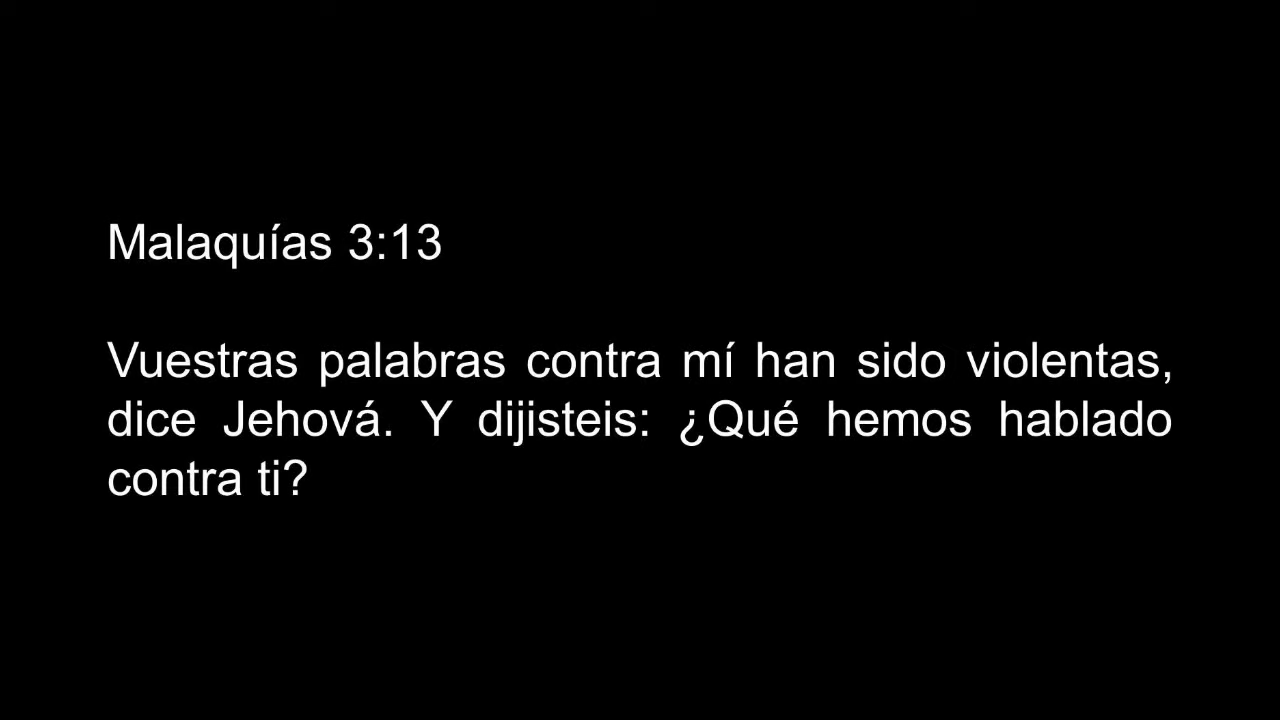 Malaquías 3:13
Vuestras palabras contra mí han sido violentas,
dice Jehová. Y dijisteis: ¿Qué hemos hablado
contra ti?